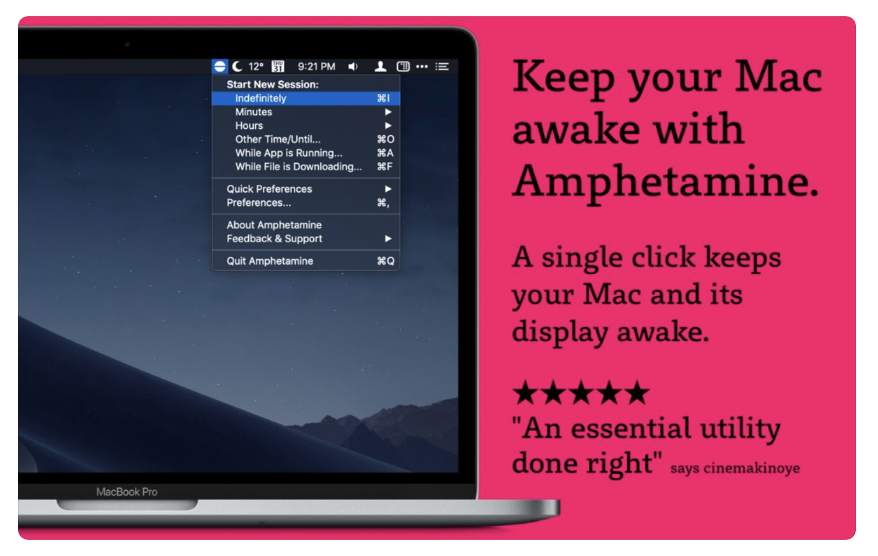 12° THU 31 9:21 PM
Start New Session:
Indefinitely ⌘I
Minutes ▶
Hours ▶
Other Time/Until... ⌘O
While App is Running... ⌘A
While File is Downloading... ⌘F
Quick Preferences ▶
Preferences... ⌘,
About Amphetamine
Feedback & Support ▶
Quit Amphetamine ⌘Q
MacBook Pro
Keep your Mac
awake with
Amphetamine.
A single click keeps
your Mac and its
display awake.
★★★★★
"An essential utility
done right" says cinemakinoye